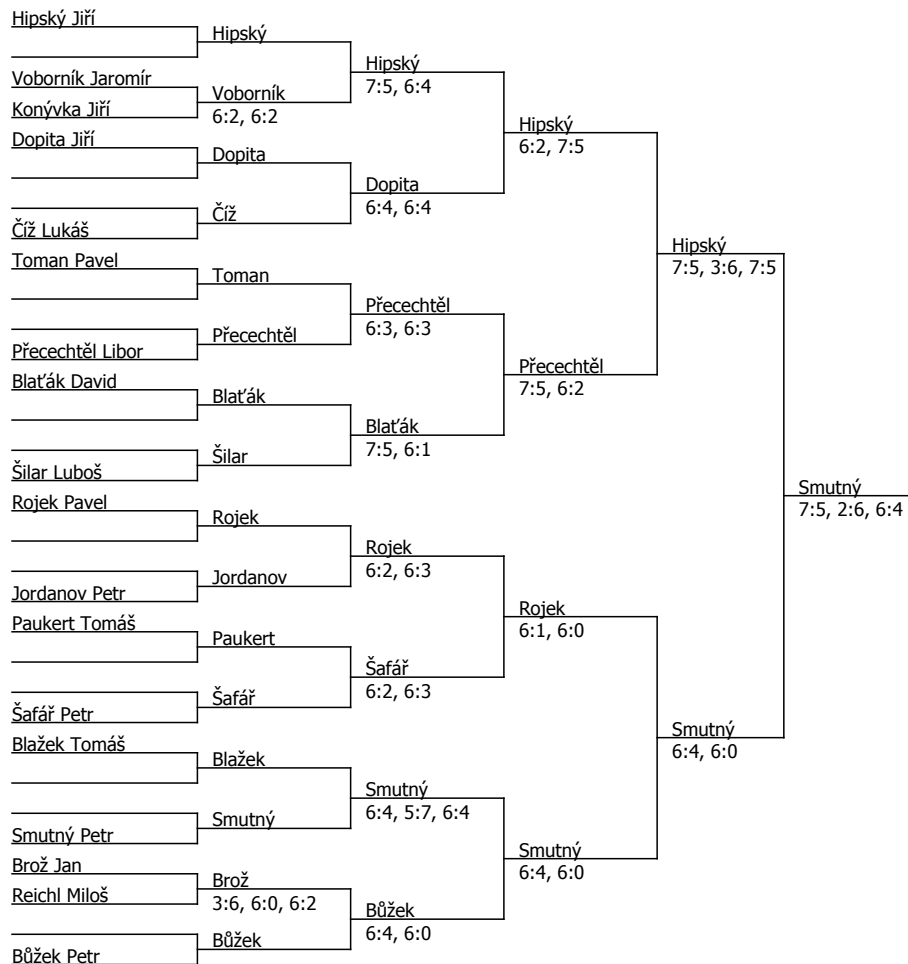 Hipský Jiří
Hipský
Hipský
7:5, 6:4
Voborník Jaromír
Voborník
6:2, 6:2
Konývka Jiří
Hipský
6:2, 7:5
Dopita Jiří
Dopita
Dopita
6:4, 6:4
Číž
Číž Lukáš
Hipský
7:5, 3:6, 7:5
Toman Pavel
Toman
Přecechtěl
6:3, 6:3
Přecechtěl
Přecechtěl Libor
Přecechtěl
7:5, 6:2
Blaťák David
Blaťák
Blaťák
7:5, 6:1
Šilar
Šilar Luboš
Smutný
7:5, 2:6, 6:4
Rojek Pavel
Rojek
Rojek
6:2, 6:3
Jordanov
Jordanov Petr
Rojek
6:1, 6:0
Paukert Tomáš
Paukert
Šafář
6:2, 6:3
Šafář
Šafář Petr
Smutný
6:4, 6:0
Blažek Tomáš
Blažek
Smutný
6:4, 5:7, 6:4
Smutný
Smutný Petr
Smutný
6:4, 6:0
Brož Jan
Brož
3:6, 6:0, 6:2
Reichl Miloš
Bůžek
6:4, 6:0
Bůžek
Bůžek Petr